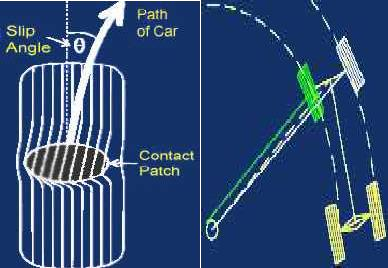 Slip
Angle
θ
Path
of Car
Contact
Patch